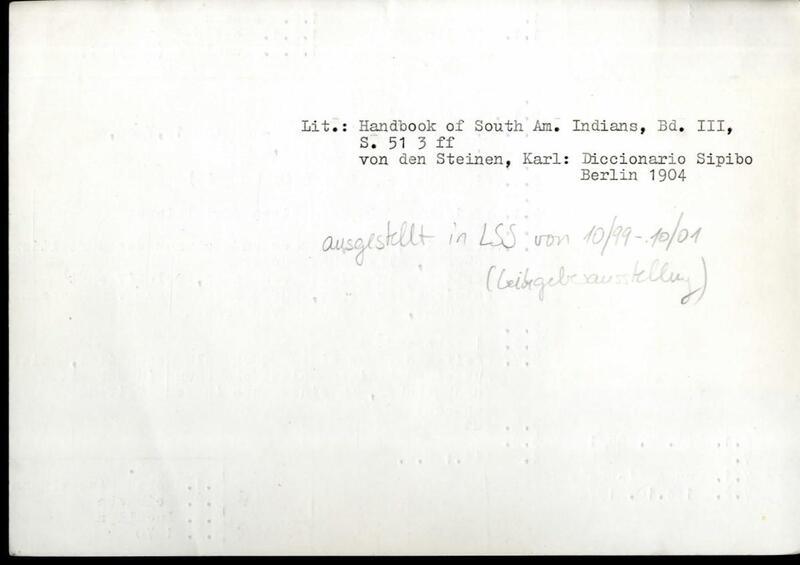 Lit.: Handbook of South Am. Indians, Bd. III,
S. 51 3 ff
von den Steinen, Karl: Diccionario Sipibo
Berlin 1904
ausgestellt in LSS von 10/99-10/01